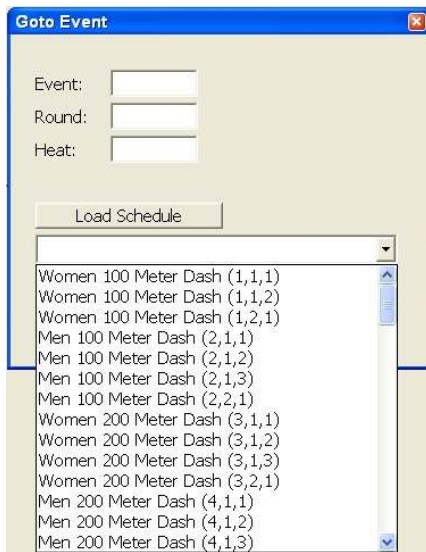 Goto Event
Event:
Round:
Heat:
Load Schedule
Women 100 Meter Dash (1,1,1)
Women 100 Meter Dash (1,1,2)
Women 100 Meter Dash (1,2,1)
Men 100 Meter Dash (2,1,1)
Men 100 Meter Dash (2,1,2)
Men 100 Meter Dash (2,1,3)
Men 100 Meter Dash (2,2,1)
Women 200 Meter Dash (3,1,1)
Women 200 Meter Dash (3,1,2)
Women 200 Meter Dash (3,1,3)
Women 200 Meter Dash (3,2,1)
Men 200 Meter Dash (4,1,1)
Men 200 Meter Dash (4,1,2)
Men 200 Meter Dash (4,1,3)